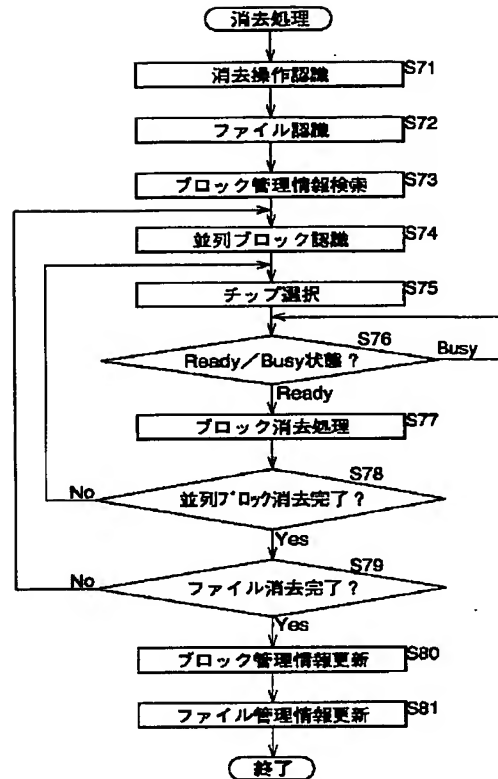 消去処理
消去操作認識 S71
ファイル認識 S72
ブロック管理情報検索 S73
並列ブロック認識 S74
チップ選択 S75
S76
Ready/Busy状態? Busy
Ready
ブロック消去処理 S77
S78
No 並列ブロック消去完了?
Yes
S79
No ファイル消去完了?
Yes
ブロック管理情報更新 S80
ファイル管理情報更新 S81
終了